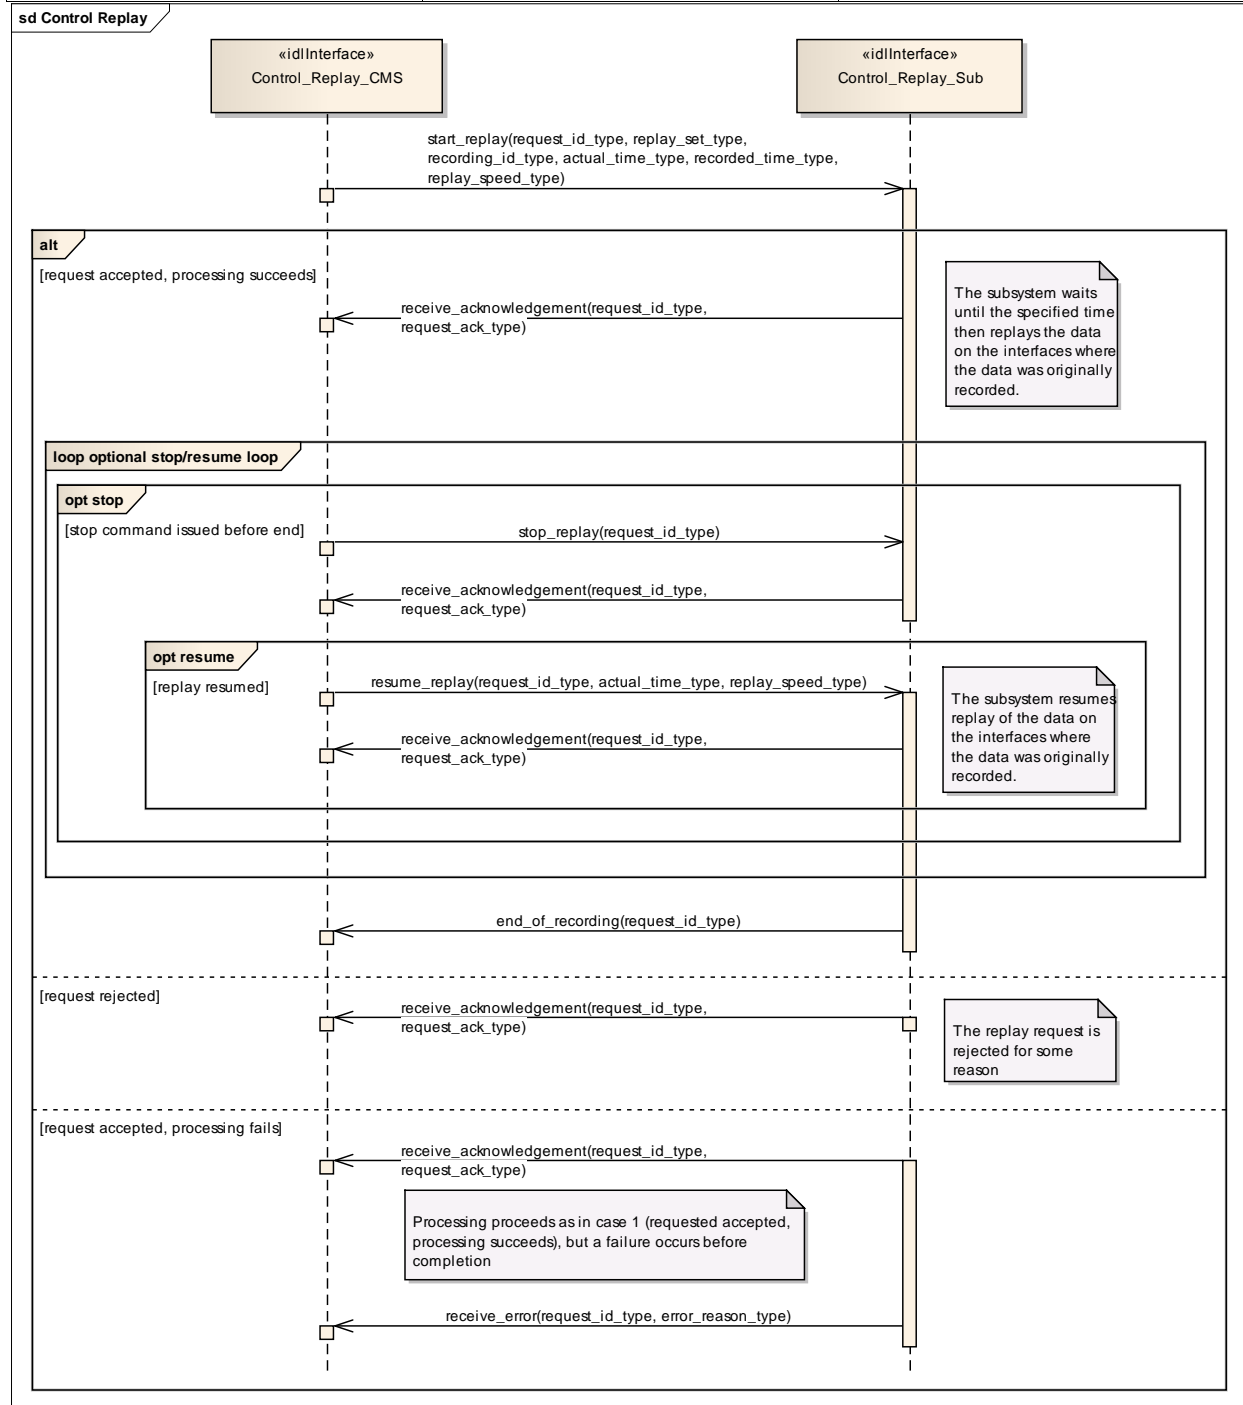 sd Control Replay
«idlInterface»
Control_Replay_CMS
«idlInterface»
Control_Replay_Sub
start_replay(request_id_type, replay_set_type,
recording_id_type, actual_time_type, recorded_time_type,
replay_speed_type)
alt
[request accepted, processing succeeds]
The subsystem waits
until the specified time
then replays the data
on the interfaces where
the data was originally
recorded.
receive_acknowledgement(request_id_type,
request_ack_type)
loop optional stop/resume loop
opt stop
[stop command issued before end]
stop_replay(request_id_type)
receive_acknowledgement(request_id_type,
request_ack_type)
opt resume
[replay resumed]
resume_replay(request_id_type, actual_time_type, replay_speed_type)
The subsystem resumes
replay of the data on
the interfaces where
the data was originally
recorded.
receive_acknowledgement(request_id_type,
request_ack_type)
end_of_recording(request_id_type)
[request rejected]
receive_acknowledgement(request_id_type,
request_ack_type)
The replay request is
rejected for some
reason
[request accepted, processing fails]
receive_acknowledgement(request_id_type,
request_ack_type)
Processing proceeds as in case 1 (requested accepted,
processing succeeds), but a failure occurs before
completion
receive_error(request_id_type, error_reason_type)